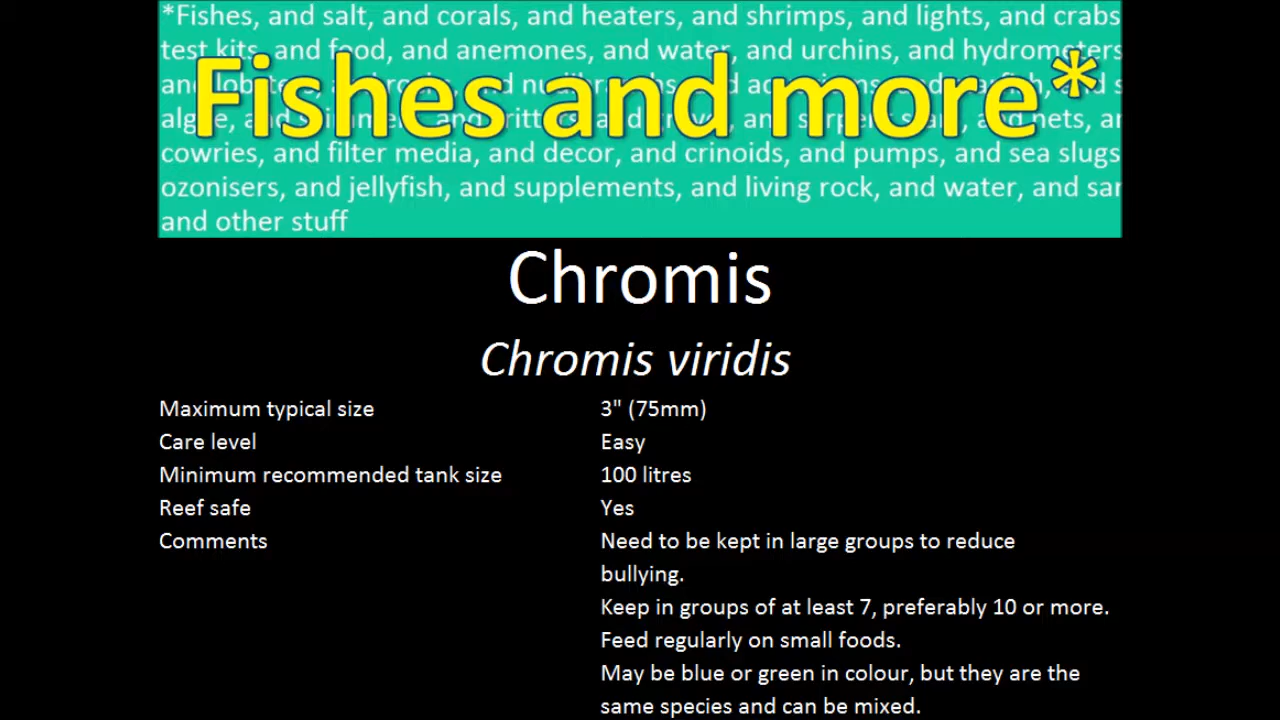 *Fishes, and salt, and corals, and heaters, and shrimps, and lights, and crabs
test kits, and food, and anemones, and water, and urchins, and hydrometers
Fishes and more*
cowries, and filter media, and decor, and crinoids, and pumps, and sea slugs
ozonisers, and jellyfish, and supplements, and living rock, and water, and
and other stuff
Chromis
Chromis viridis
Maximum typical size 3" (75mm)
Care level Easy
Minimum recommended tank size 100 litres
Reef safe Yes
Comments Need to be kept in large groups to reduce
bullying.
Keep in groups of at least 7, preferably 10 or more.
Feed regularly on small foods.
May be blue or green in colour, but they are the
same species and can be mixed.